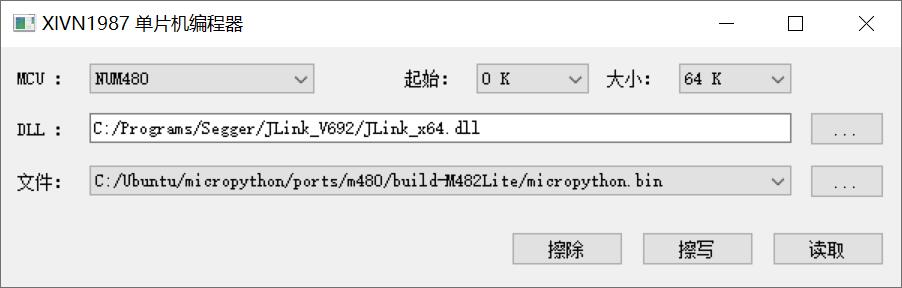 XIVN1987 单片机编程器
MCU : NUM480 起始: 0 K 大小: 64 K
DLL : C:/Programs/Segger/JLink_V692/JLink_x64.dll ...
文件: C:/Ubuntu/micropython/ports/m480/build-M482Lite/micropython.bin ...
擦除 擦写 读取